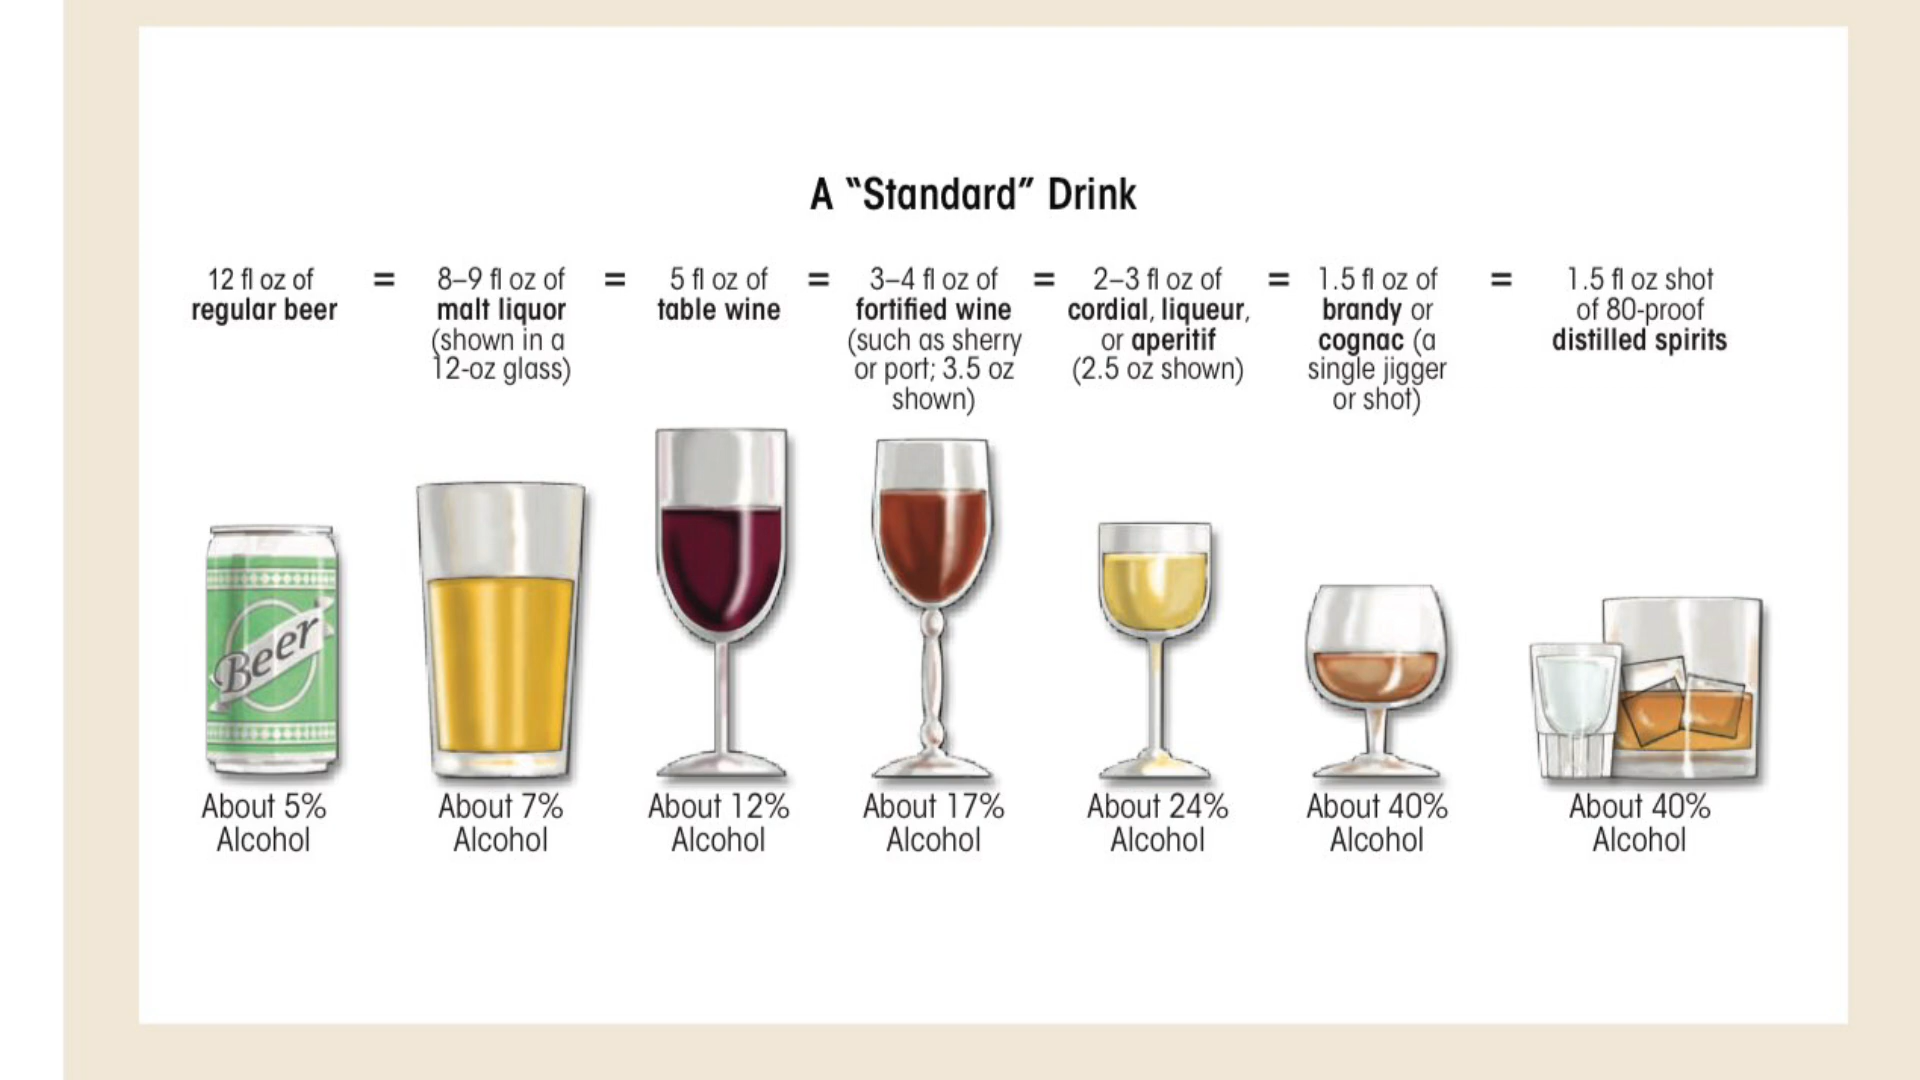 A “Standard” Drink
12 fl oz of
regular beer
=
8–9 fl oz of
malt liquor
(shown in a
12-oz glass)
=
5 fl oz of
table wine
=
3–4 fl oz of
fortified wine
(such as sherry
or port; 3.5 oz
shown)
=
2–3 fl oz of
cordial, liqueur,
or aperitif
(2.5 oz shown)
=
1.5 fl oz of
brandy or
cognac (a
single jigger
or shot)
=
1.5 fl oz shot
of 80-proof
distilled spirits
Beer
About 5%
Alcohol
About 7%
Alcohol
About 12%
Alcohol
About 17%
Alcohol
About 24%
Alcohol
About 40%
Alcohol
About 40%
Alcohol